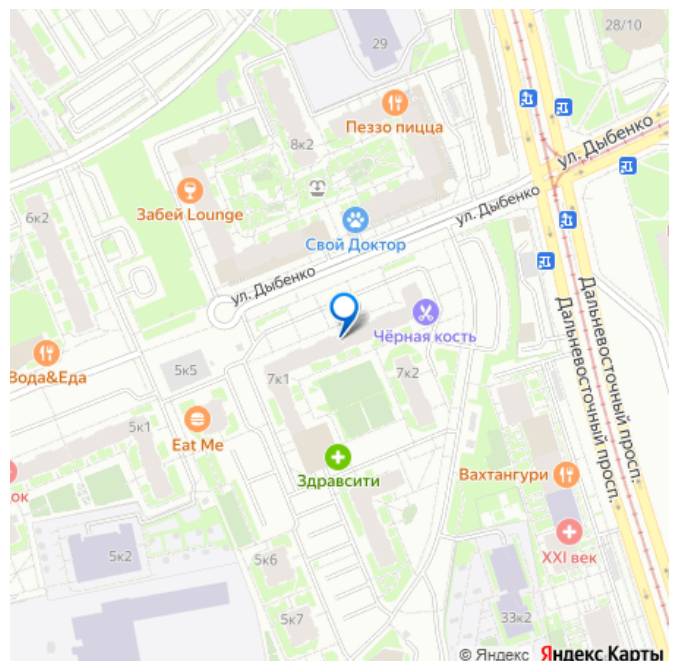 28/10
29
Пеззо пицца
8к2
ул. Дыбенко
Забей Lounge
6к2
ул. Дыбенко
Свой Доктор
ул. Дыбенко
Чёрная кость
Дальневосточный просп.
Дальневосточный просп.
Вода&Еда
5к5
7к1
7к2
5к1
Eat Me
Здравсити
Вахтангури
ок
5к2
5к6
XXI век
5к7
33к2
© Яндекс Яндекс Карты